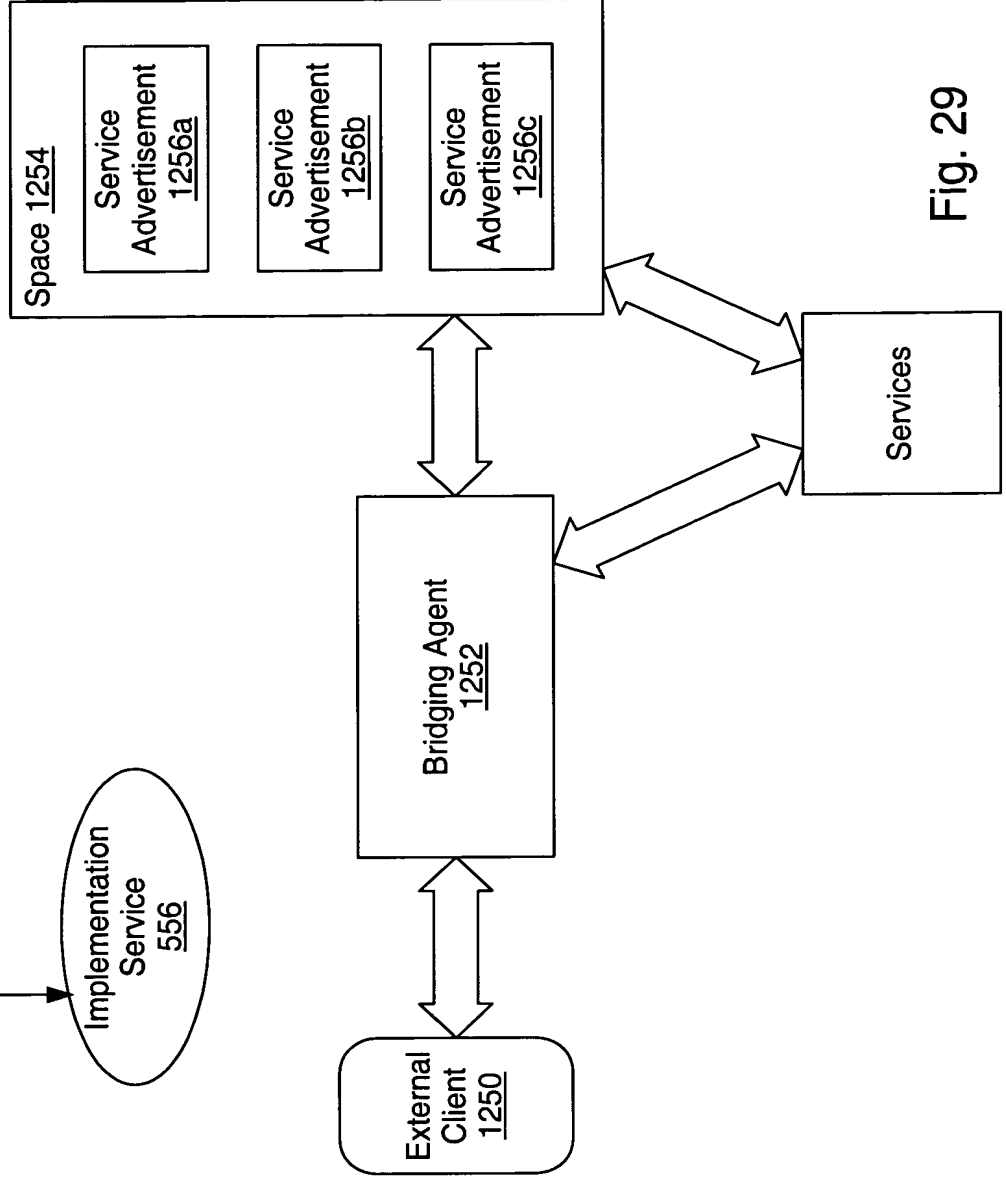 Implementation
Service
556
External
Client
1250
Bridging Agent
1252
Space 1254
Service
Advertisement
1256a
Service
Advertisement
1256b
Service
Advertisement
1256c
Services
Fig. 29